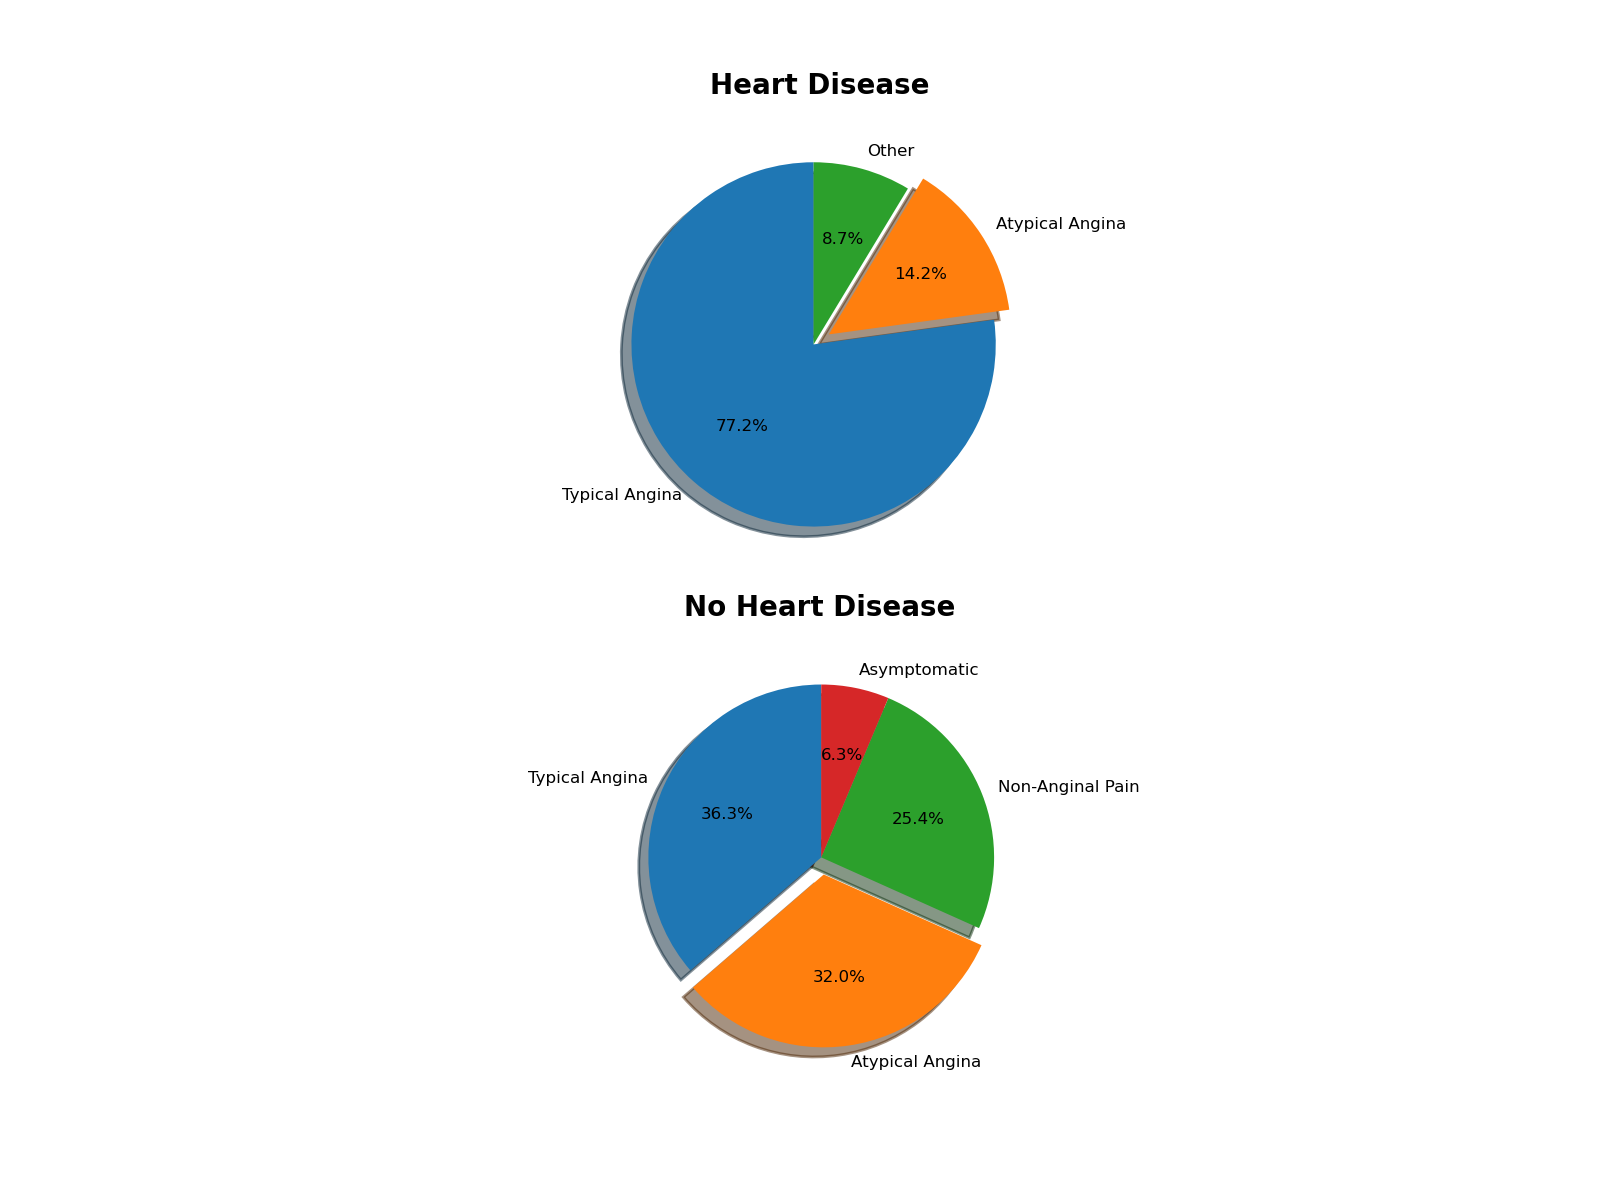 Heart Disease
Other
Atypical Angina
8.7%
14.2%
77.2%
Typical Angina
No Heart Disease
Asymptomatic
6.3%
Typical Angina
Non-Anginal Pain
36.3%
25.4%
32.0%
Atypical Angina